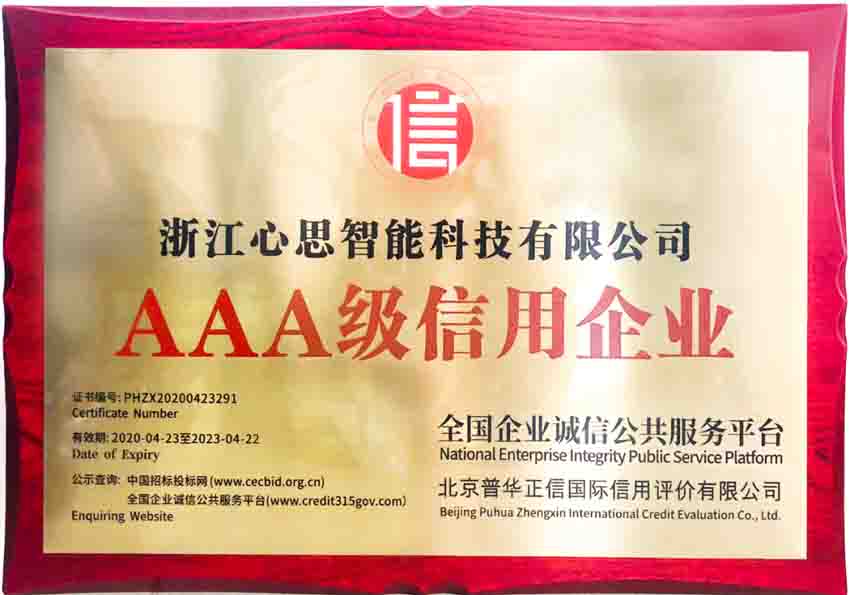 信
浙江心思智能科技有限公司
AAA级信用企业
证书编号: PHZX20200423291
Certificate Number
有效期: 2020-04-23至2023-04-22
Date of Expiry
公示查询: 中国招标投标网 (www.cecbid.org.cn)
全国企业诚信公共服务平台(www.credit315gov.com)
Enquiring Website
全国企业诚信公共服务平台
National Enterprise Integrity Public Service Platform
北京普华正信国际信用评价有限公司
Beijing Puhua Zhengxin International Credit Evaluation Co., Ltd.